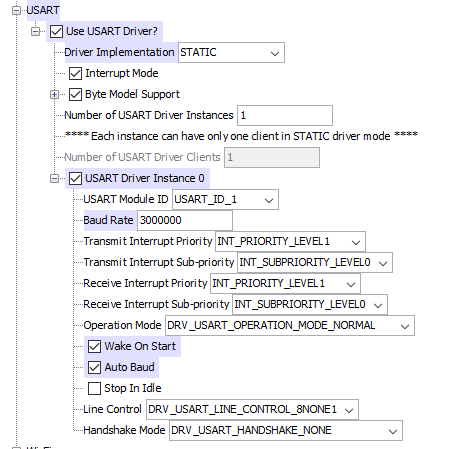 USART
Use USART Driver?
Driver Implementation STATIC
Interrupt Mode
Byte Model Support
Number of USART Driver Instances 1
**** Each instance can have only one client in STATIC driver mode ****
Number of USART Driver Clients 1
USART Driver Instance 0
USART Module ID USART_ID_1
Baud Rate 3000000
Transmit Interrupt Priority INT_PRIORITY_LEVEL1
Transmit Interrupt Sub-priority INT_SUBPRIORITY_LEVEL0
Receive Interrupt Priority INT_PRIORITY_LEVEL1
Receive Interrupt Sub-priority INT_SUBPRIORITY_LEVEL0
Operation Mode DRV_USART_OPERATION_MODE_NORMAL
Wake On Start
Auto Baud
Stop In Idle
Line Control DRV_USART_LINE_CONTROL_8NONE1
Handshake Mode DRV_USART_HANDSHAKE_NONE